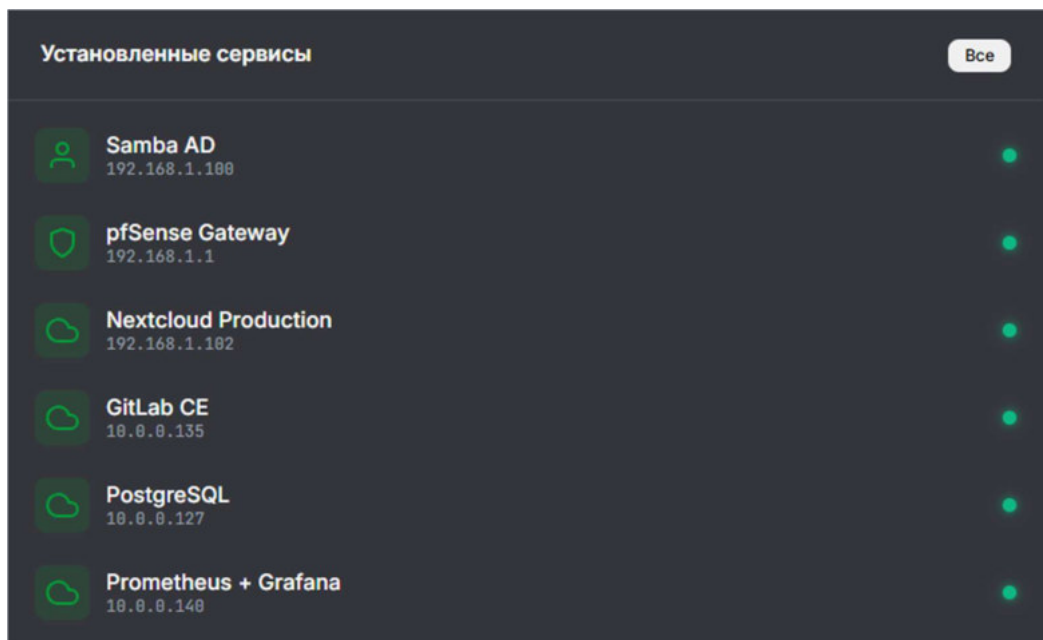 Установленные сервисы
Все
Samba AD
192.168.1.100
pfSense Gateway
192.168.1.1
Nextcloud Production
192.168.1.102
GitLab CE
10.0.0.135
PostgreSQL
10.0.0.127
Prometheus + Grafana
10.0.0.140